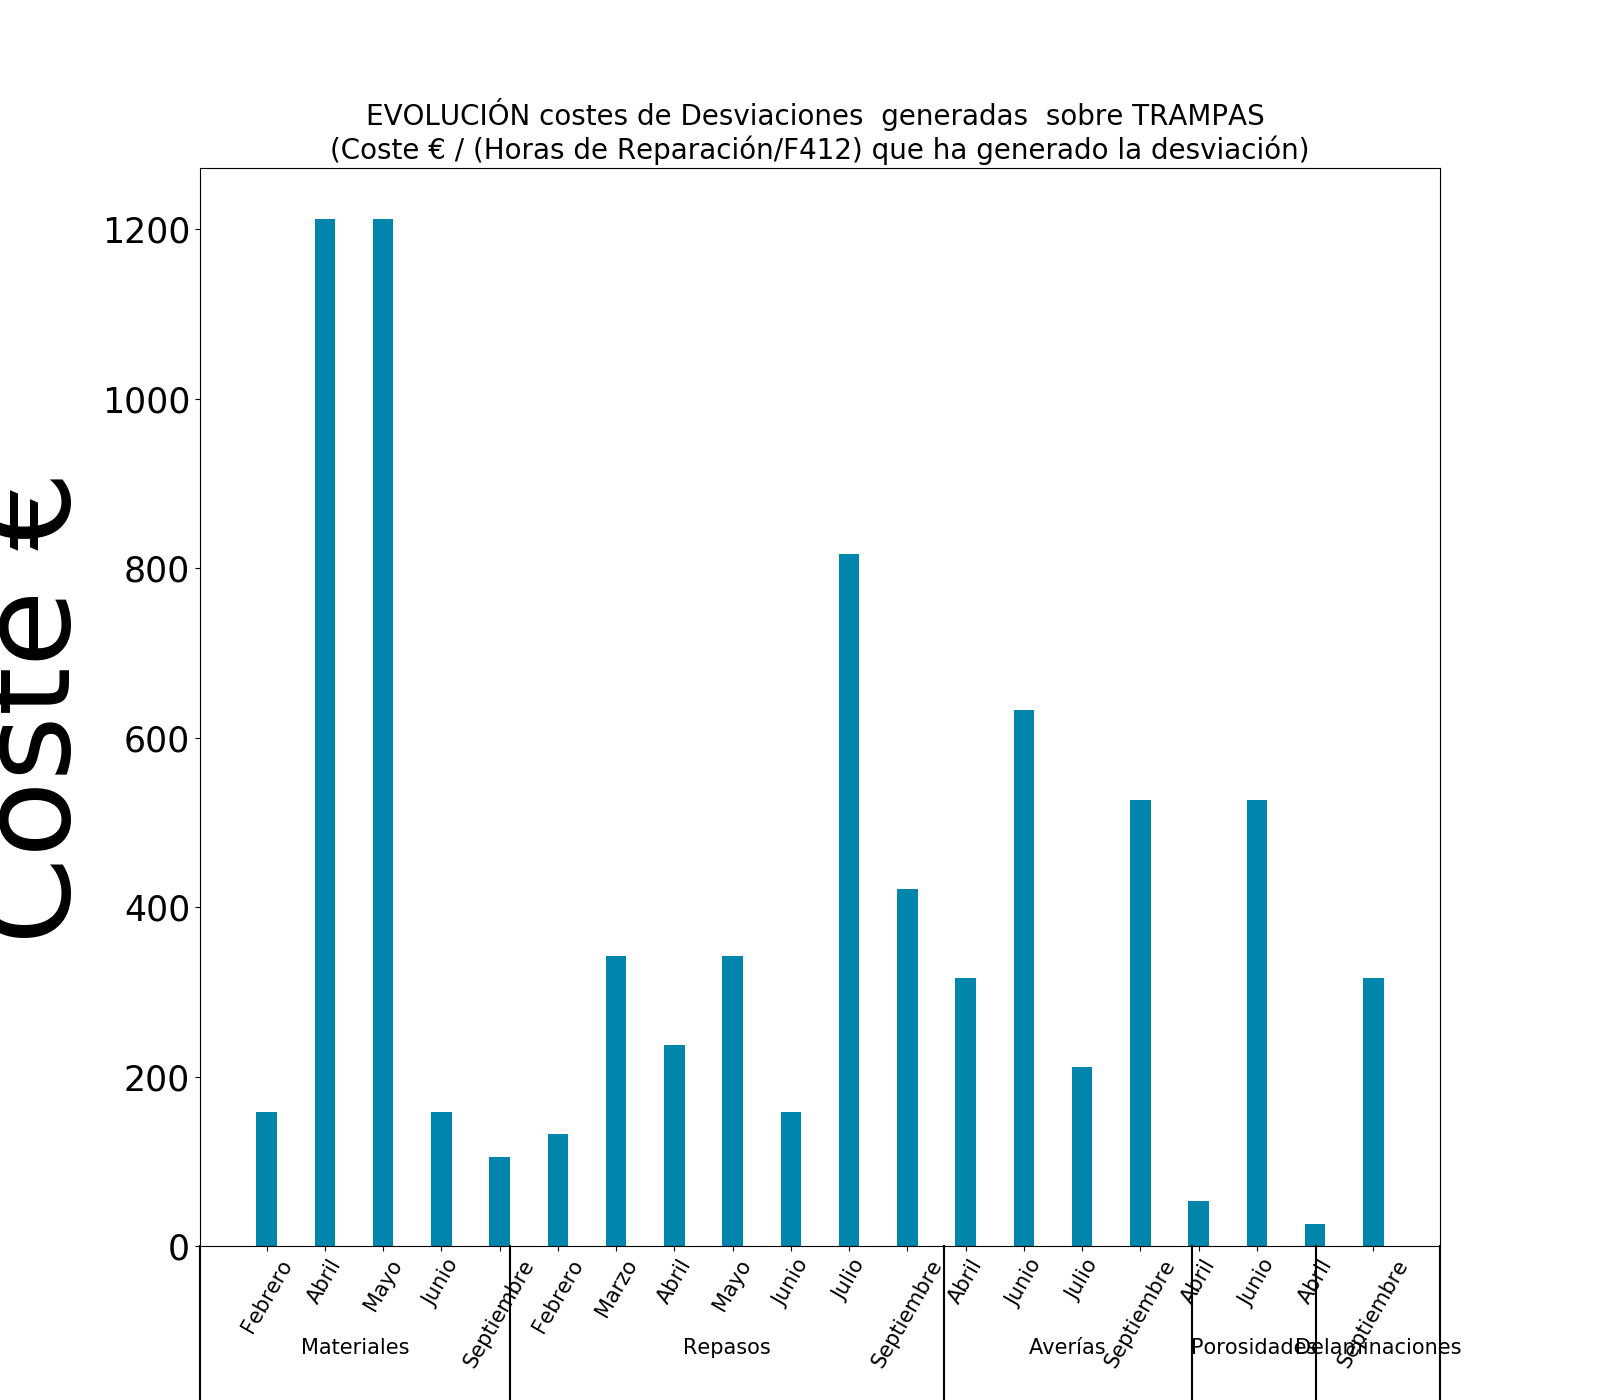 EVOLUCIÓN costes de Desviaciones  generadas  sobre TRAMPAS
(Coste € / (Horas de Reparación/F412) que ha generado la desviación)
1200
1000
800
600
400
200
0
Coste €
Febrero
Abril
Mayo
Junio
Septiembre
Febrero
Marzo
Abril
Mayo
Junio
Julio
Septiembre
Abril
Junio
Julio
Septiembre
Abril
Junio
Abril
Septiembre
Materiales
Repasos
Averías
Porosidades
Delaminaciones